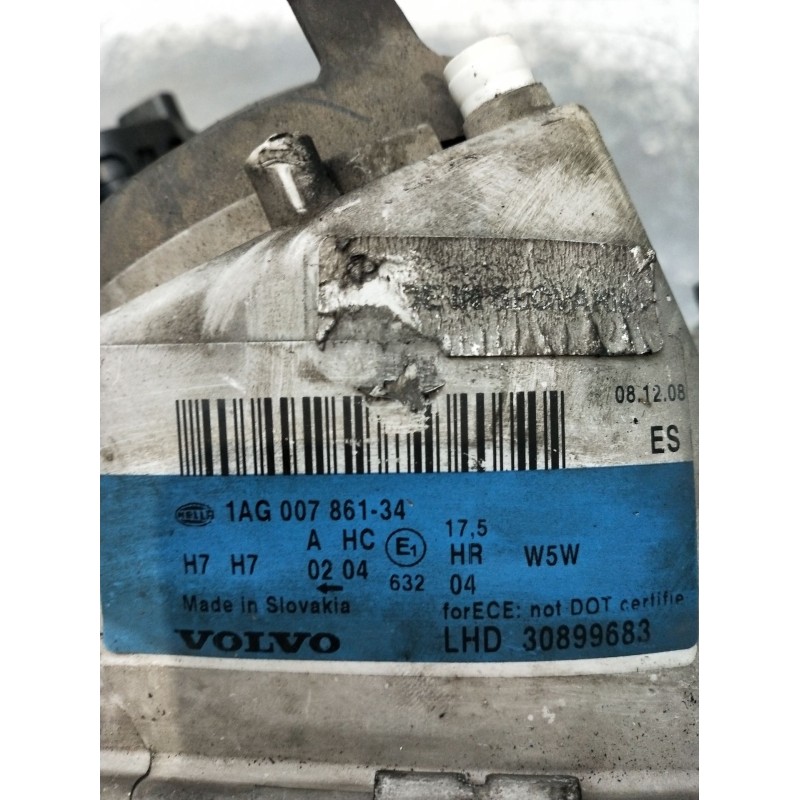 08.12.08
ES
HELLA 1AG 007 861-34
A HC E1 17,5
H7 H7 HR W5W
02 04 632 04
Made in Slovakia forECE: not DOT certifie
VOLVO LHD 30899683